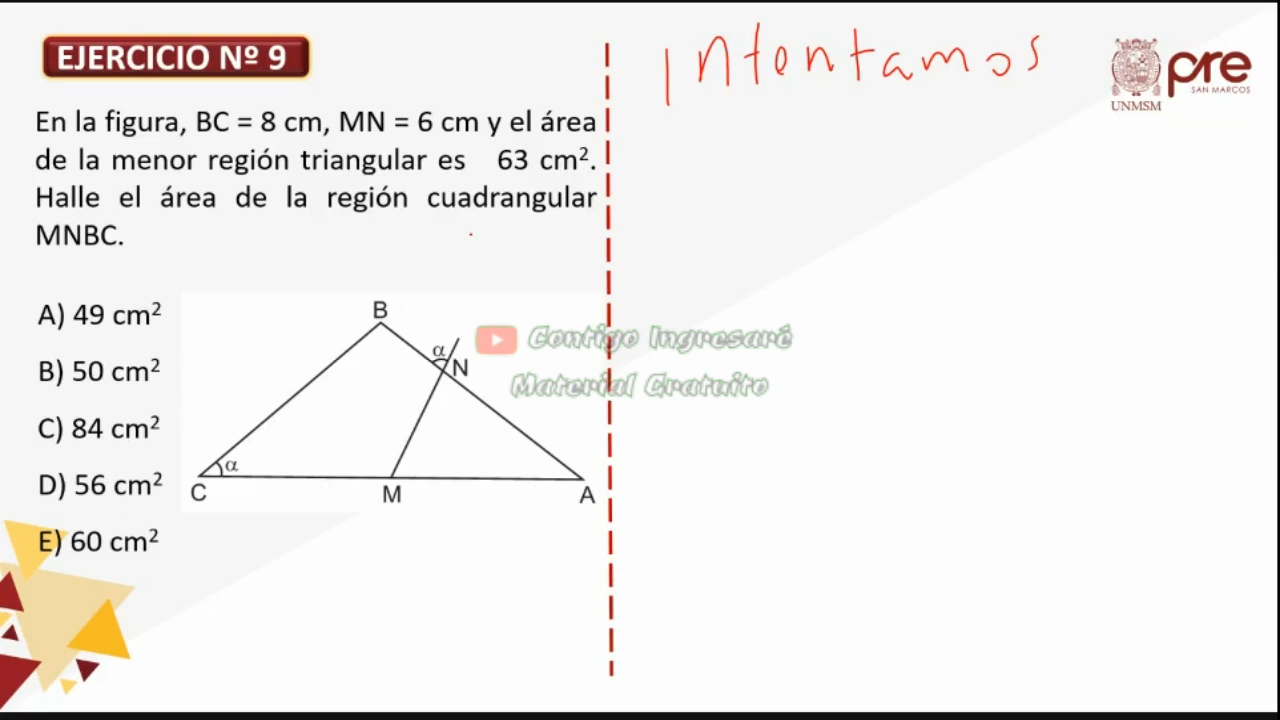 EJERCICIO Nº 9
Intentamos
pre
SAN MARCOS
UNMSM
En la figura, BC = 8 cm, MN = 6 cm y el área
de la menor región triangular es 63 cm².
Halle el área de la región cuadrangular
MNBC.
A) 49 cm²
B) 50 cm²
C) 84 cm²
D) 56 cm²
E) 60 cm²
B
α
N
α
C
M
A
Contigo Ingresaré
Material Gratuito